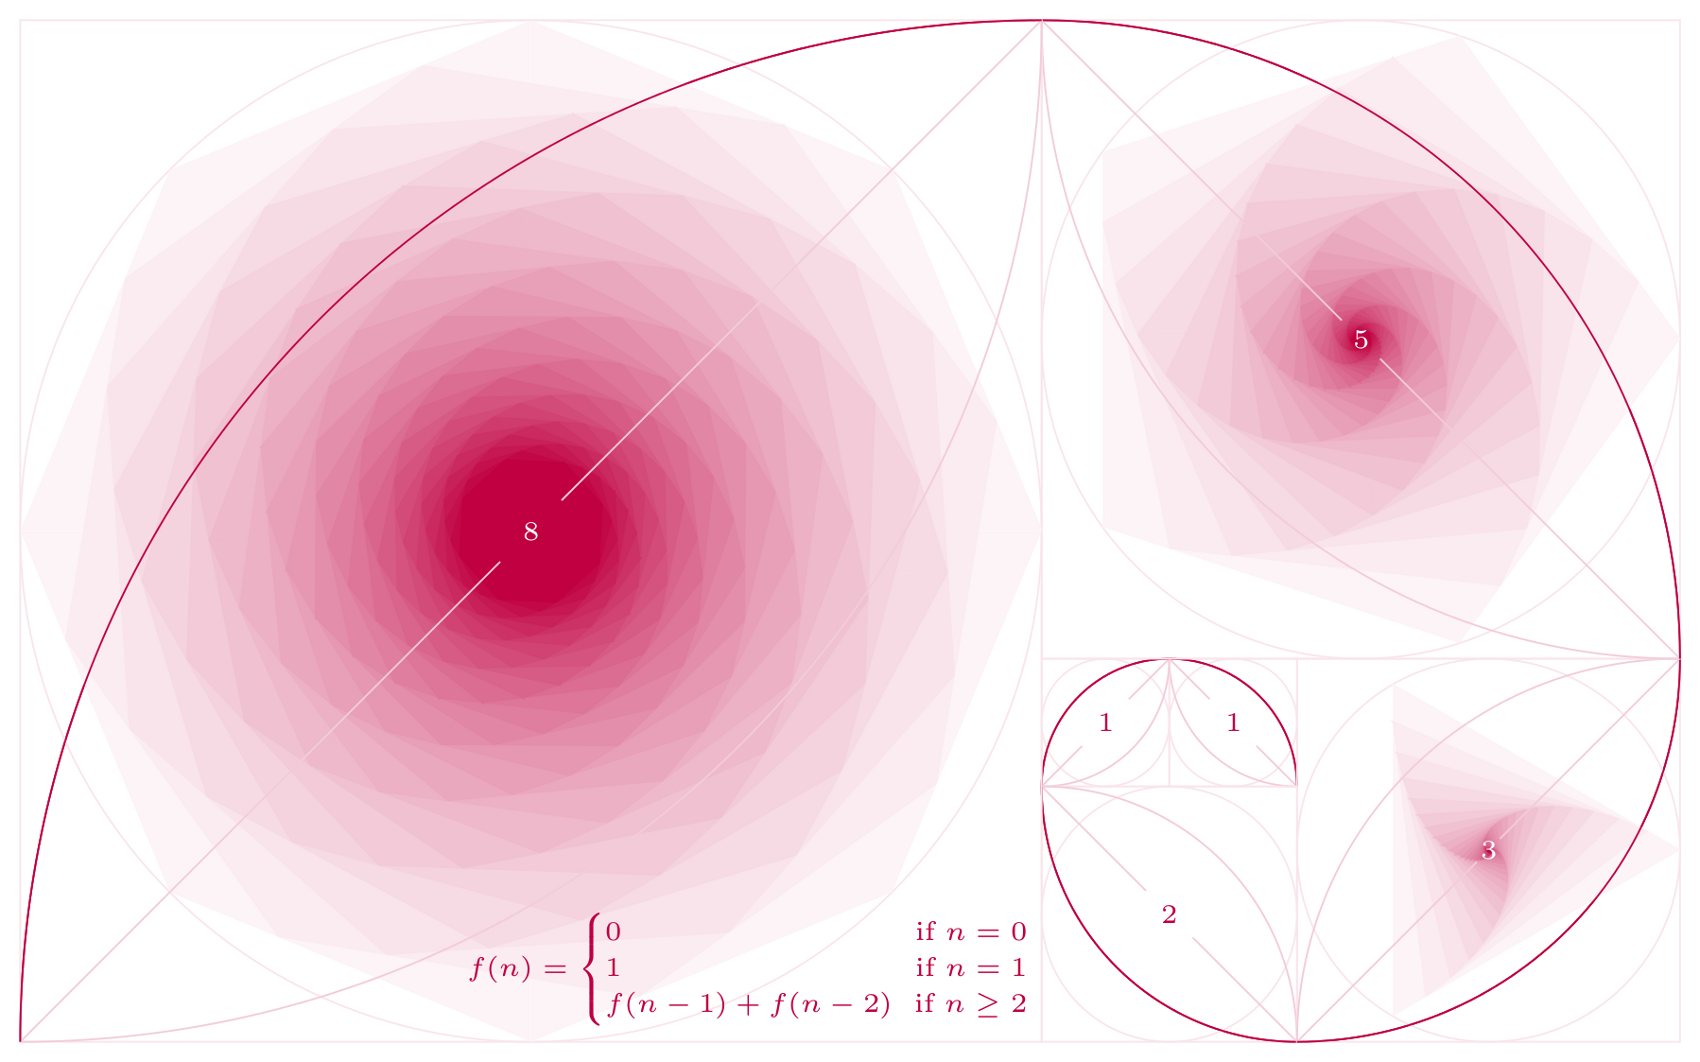 5
8
1 1
3
2
f(n) = { 0 if n = 0
1 if n = 1
f(n − 1) + f(n − 2) if n ≥ 2